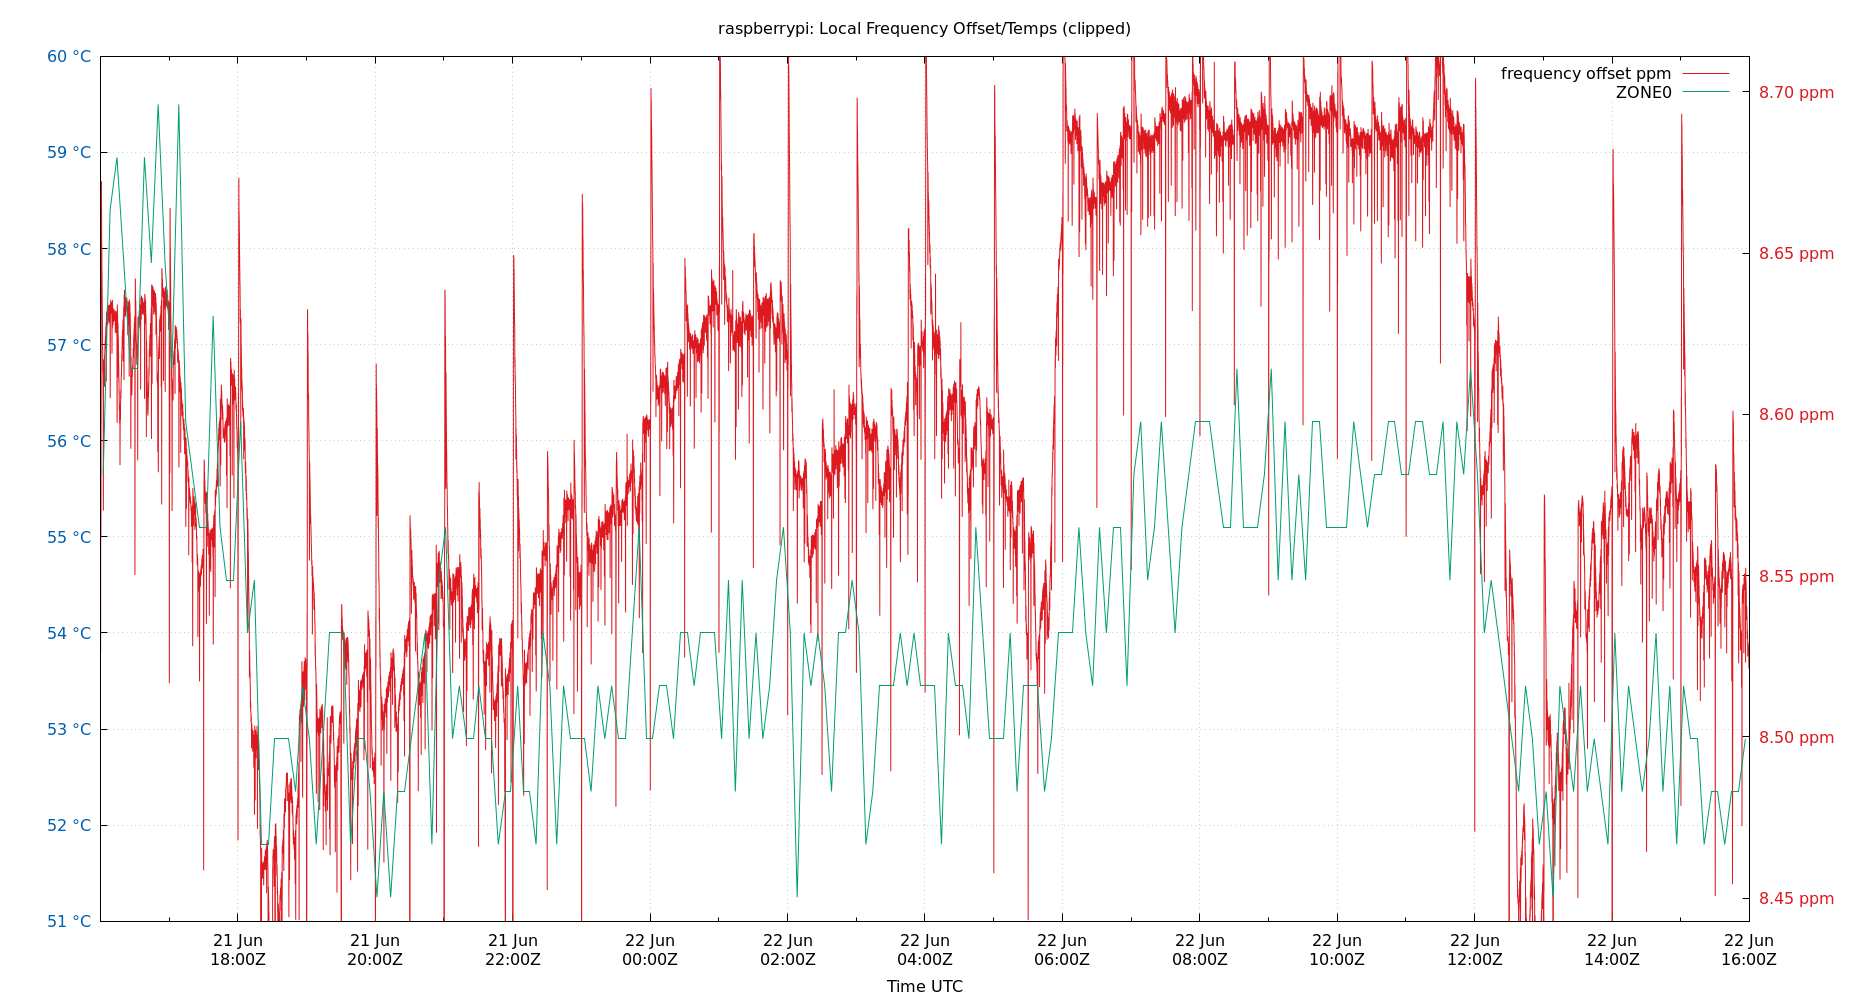 raspberrypi: Local Frequency Offset/Temps (clipped)
frequency offset ppm
ZONE0
60 °C
59 °C
58 °C
57 °C
56 °C
55 °C
54 °C
53 °C
52 °C
51 °C
8.70 ppm
8.65 ppm
8.60 ppm
8.55 ppm
8.50 ppm
8.45 ppm
21 Jun 21 Jun 21 Jun 22 Jun 22 Jun 22 Jun 22 Jun 22 Jun 22 Jun 22 Jun 22 Jun 22 Jun
18:00Z 20:00Z 22:00Z 00:00Z 02:00Z 04:00Z 06:00Z 08:00Z 10:00Z 12:00Z 14:00Z 16:00Z
Time UTC